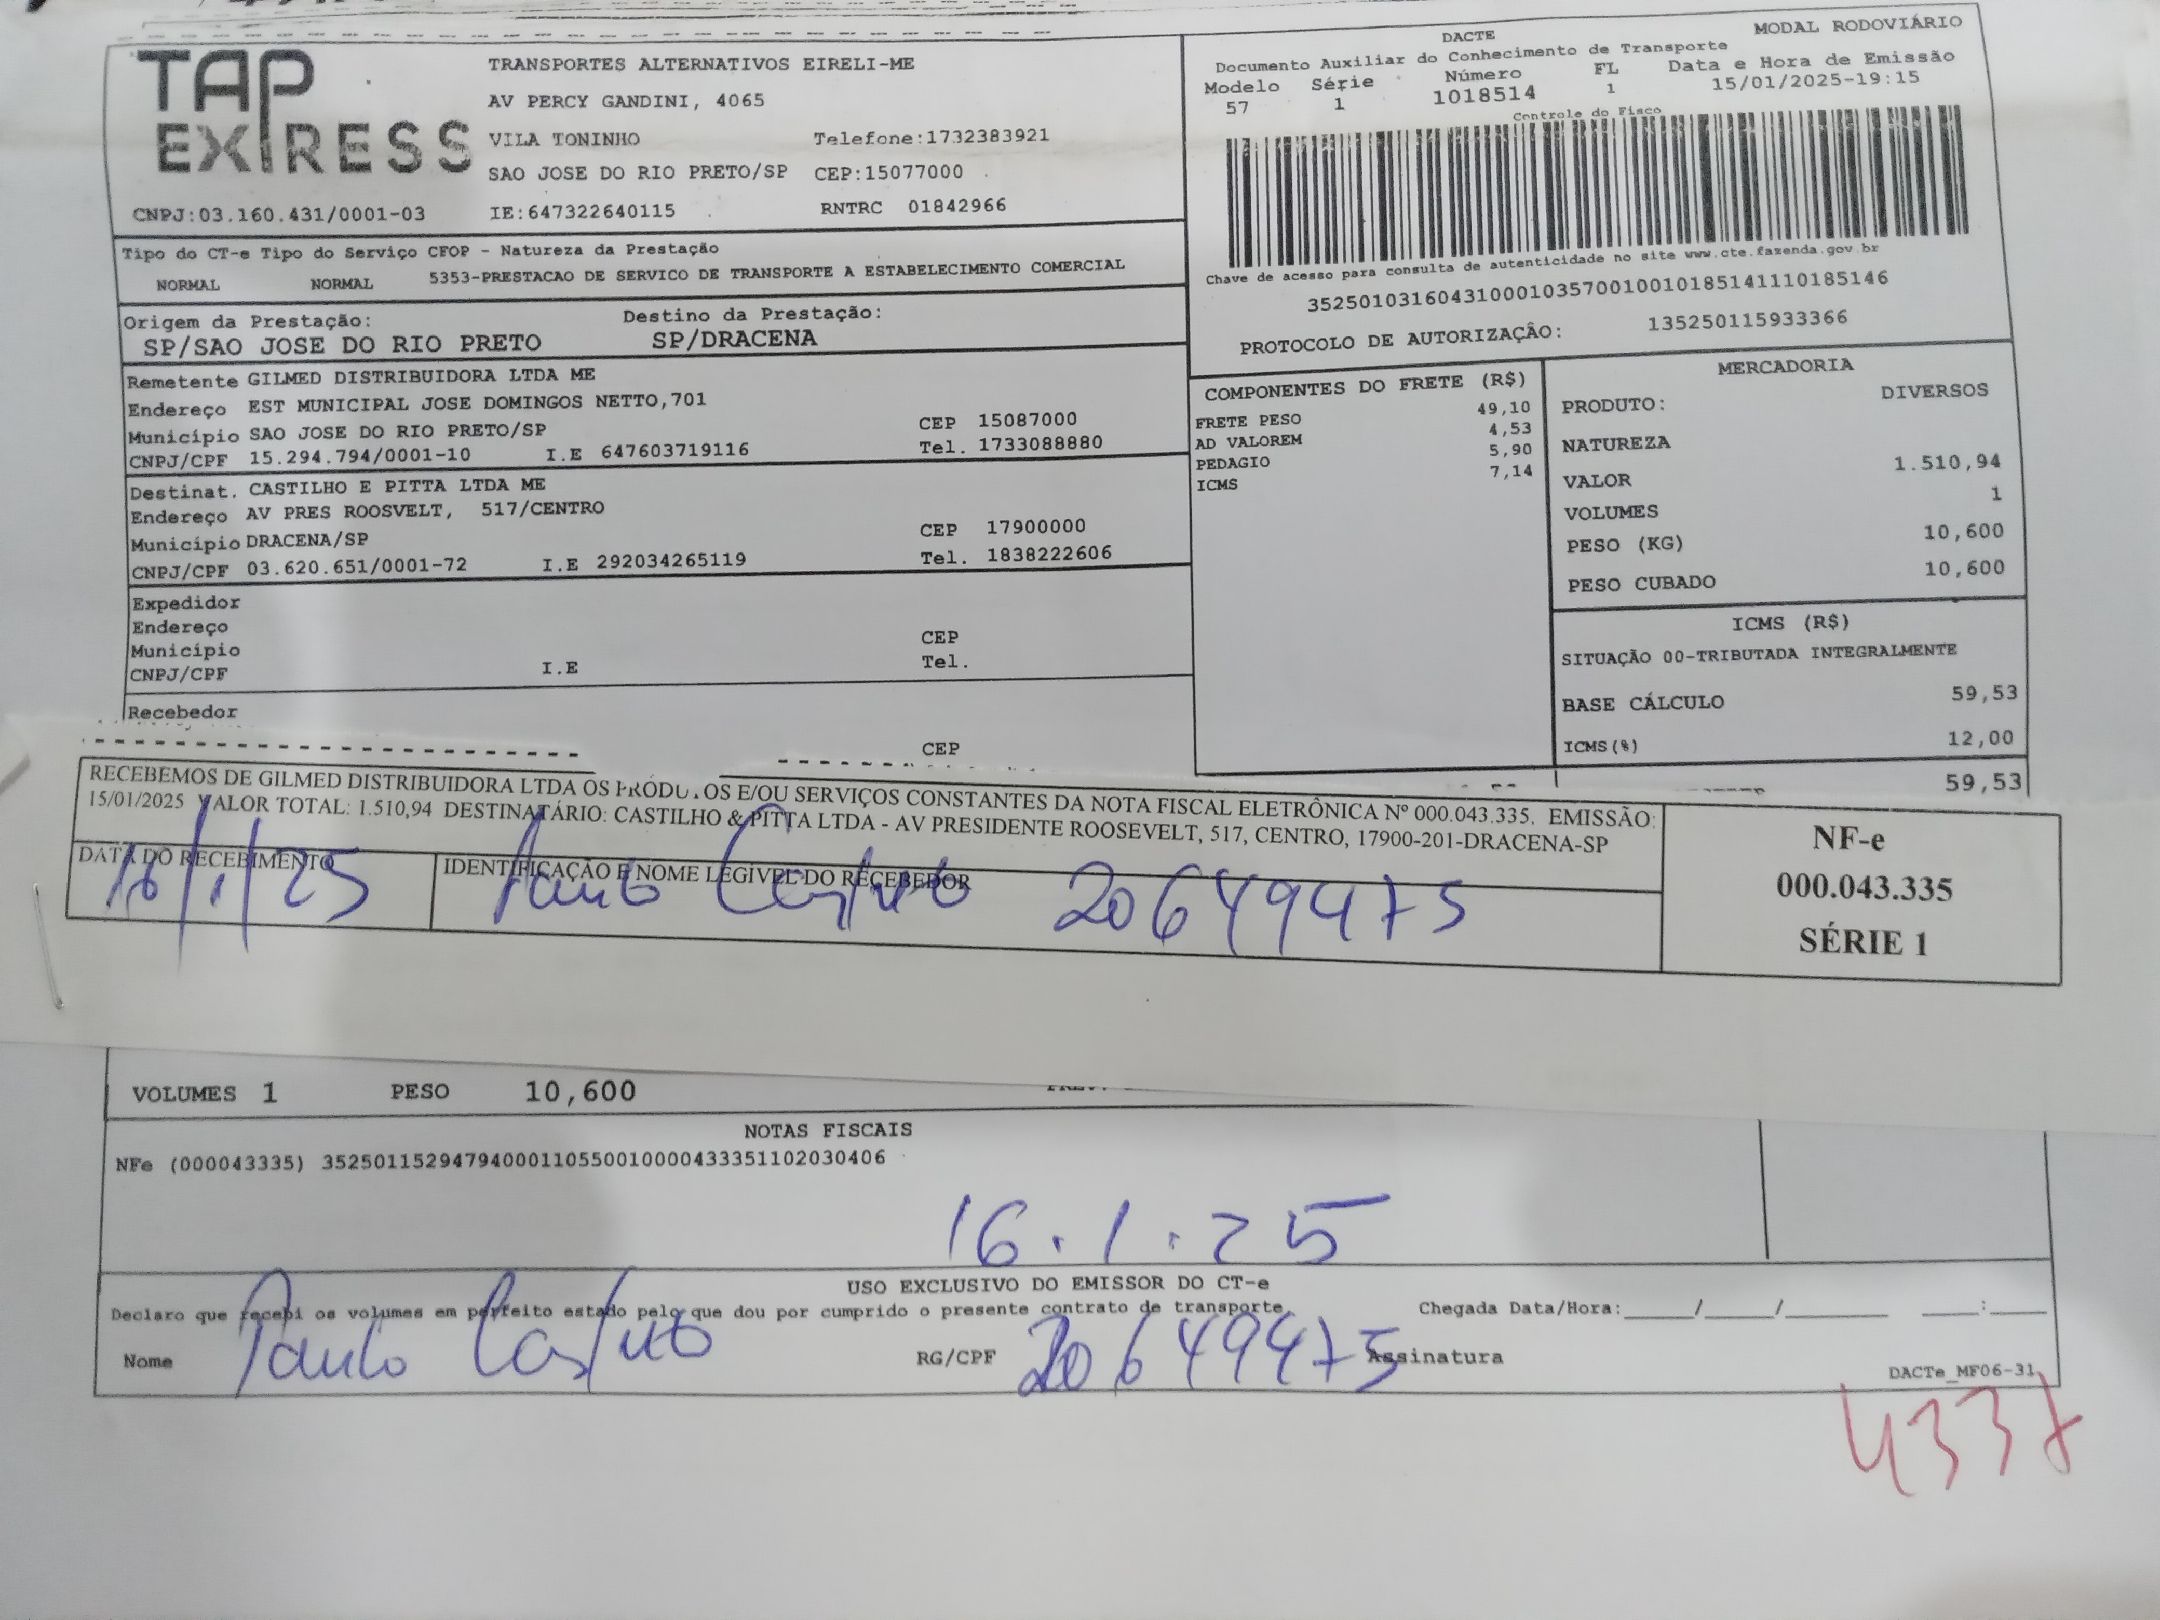 TAP EXPRESS
TRANSPORTES ALTERNATIVOS EIRELI-ME
AV PERCY GANDINI, 4065
VILA TONINHO Telefone:1732383921
SAO JOSE DO RIO PRETO/SP CEP:15077000
CNPJ:03.160.431/0001-03 IE:647322640115 RNTRC 01842966
DACTE MODAL RODOVIÁRIO
Documento Auxiliar do Conhecimento de Transporte
Modelo Série Número FL Data e Hora de Emissão
57 1 1018514 1 15/01/2025-19:15
Controle do Fisco
Chave de acesso para consulta de autenticidade no site www.cte.fazenda.gov.br
35250103160431000103570010010185141110185146
PROTOCOLO DE AUTORIZAÇÃO: 135250115933366
Tipo do CT-e Tipo do Serviço CFOP - Natureza da Prestação
NORMAL NORMAL 5353-PRESTACAO DE SERVICO DE TRANSPORTE A ESTABELECIMENTO COMERCIAL
Origem da Prestação: Destino da Prestação:
SP/SAO JOSE DO RIO PRETO SP/DRACENA
Remetente GILMED DISTRIBUIDORA LTDA ME
Endereço EST MUNICIPAL JOSE DOMINGOS NETTO,701
Município SAO JOSE DO RIO PRETO/SP CEP 15087000
CNPJ/CPF 15.294.794/0001-10 I.E 647603719116 Tel. 1733088880
Destinat. CASTILHO E PITTA LTDA ME
Endereço AV PRES ROOSVELT, 517/CENTRO
Município DRACENA/SP CEP 17900000
CNPJ/CPF 03.620.651/0001-72 I.E 292034265119 Tel. 1838222606
Expedidor
Endereço
Município CEP
CNPJ/CPF I.E Tel.
Recebedor
CEP
COMPONENTES DO FRETE (R$)
FRETE PESO 49,10
AD VALOREM 4,53
PEDAGIO 5,90
ICMS 7,14
MERCADORIA
PRODUTO: DIVERSOS
NATUREZA
VALOR 1.510,94
VOLUMES 1
PESO (KG) 10,600
PESO CUBADO 10,600
ICMS (R$)
SITUAÇÃO 00-TRIBUTADA INTEGRALMENTE
BASE CÁLCULO 59,53
ICMS(%) 12,00
59,53
RECEBEMOS DE GILMED DISTRIBUIDORA LTDA OS PRODUTOS E/OU SERVIÇOS CONSTANTES DA NOTA FISCAL ELETRÔNICA Nº 000.043.335. EMISSÃO:
15/01/2025 VALOR TOTAL: 1.510,94 DESTINATÁRIO: CASTILHO & PITTA LTDA - AV PRESIDENTE ROOSEVELT, 517, CENTRO, 17900-201-DRACENA-SP
DATA DO RECEBIMENTO IDENTIFICAÇÃO E NOME LEGÍVEL DO RECEBEDOR
16/1/25 Paulo Castilho 206499475
NF-e
000.043.335
SÉRIE 1
VOLUMES 1 PESO 10,600
NOTAS FISCAIS
NFe (000043335) 35250115294794000110550010000433351102030406
16.1.25
USO EXCLUSIVO DO EMISSOR DO CT-e
Declaro que recebi os volumes em perfeito estado pelo que dou por cumprido o presente contrato de transporte. Chegada Data/Hora:_____/_____/_______ ____:____
Nome Paulo Castilho RG/CPF 206499475 Assinatura
DACTe_MF06-31
4337